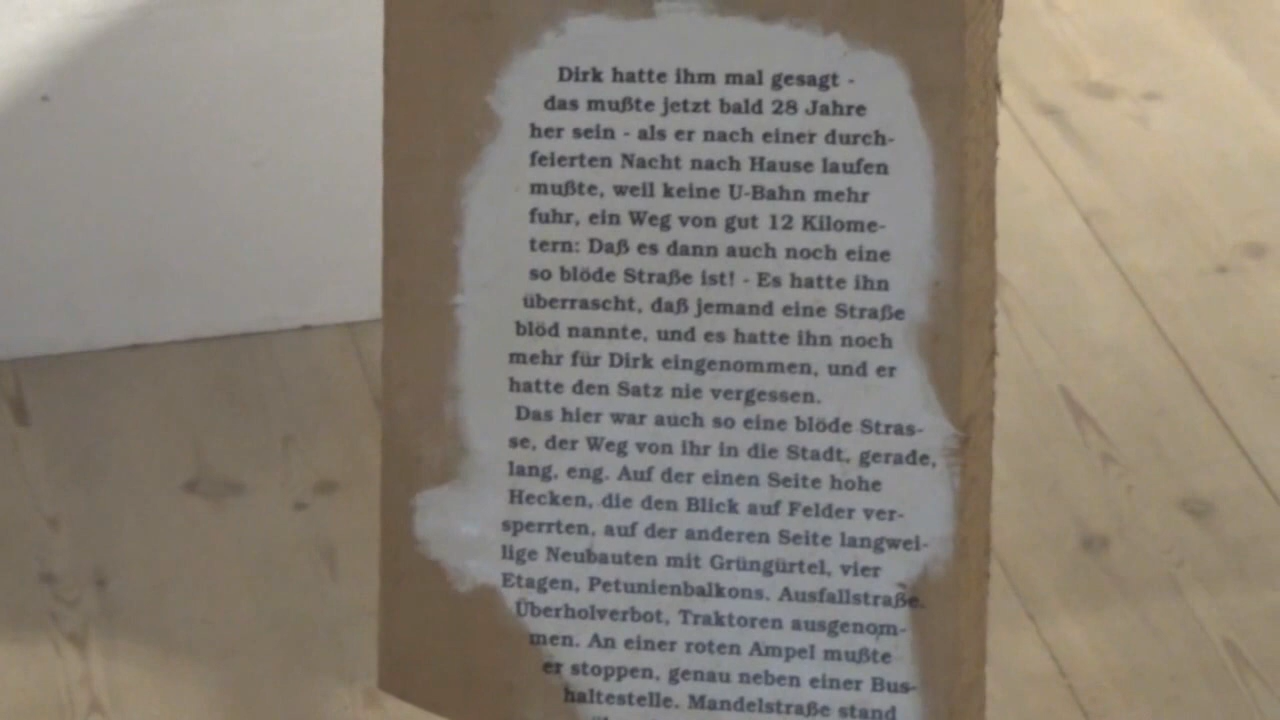 Dirk hatte ihm mal gesagt -
das mußte jetzt bald 28 Jahre
her sein - als er nach einer durch-
feierten Nacht nach Hause laufen
mußte, weil keine U-Bahn mehr
fuhr, ein Weg von gut 12 Kilome-
tern: Daß es dann auch noch eine
so blöde Straße ist! - Es hatte ihn
überrascht, daß jemand eine Straße
blöd nannte, und es hatte ihn noch
mehr für Dirk eingenommen, und er
hatte den Satz nie vergessen.
Das hier war auch so eine blöde Stras-
se, der Weg von ihr in die Stadt, gerade,
lang, eng. Auf der einen Seite hohe
Hecken, die den Blick auf Felder ver-
sperrten, auf der anderen Seite langwei-
lige Neubauten mit Grüngürtel, vier
Etagen, Petunienbalkons. Ausfallstraße.
Überholverbot, Traktoren ausgenom-
men. An einer roten Ampel mußte
er stoppen, genau neben einer Bus-
haltestelle. Mandelstraße stand